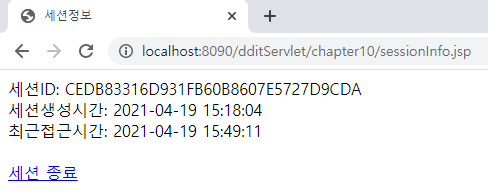 세션정보
localhost:8090/dditServlet/chapter10/sessionInfo.jsp
세션ID: CEDB83316D931FB60B8607E5727D9CDA
세션생성시간: 2021-04-19 15:18:04
최근접근시간: 2021-04-19 15:49:11
세션 종료